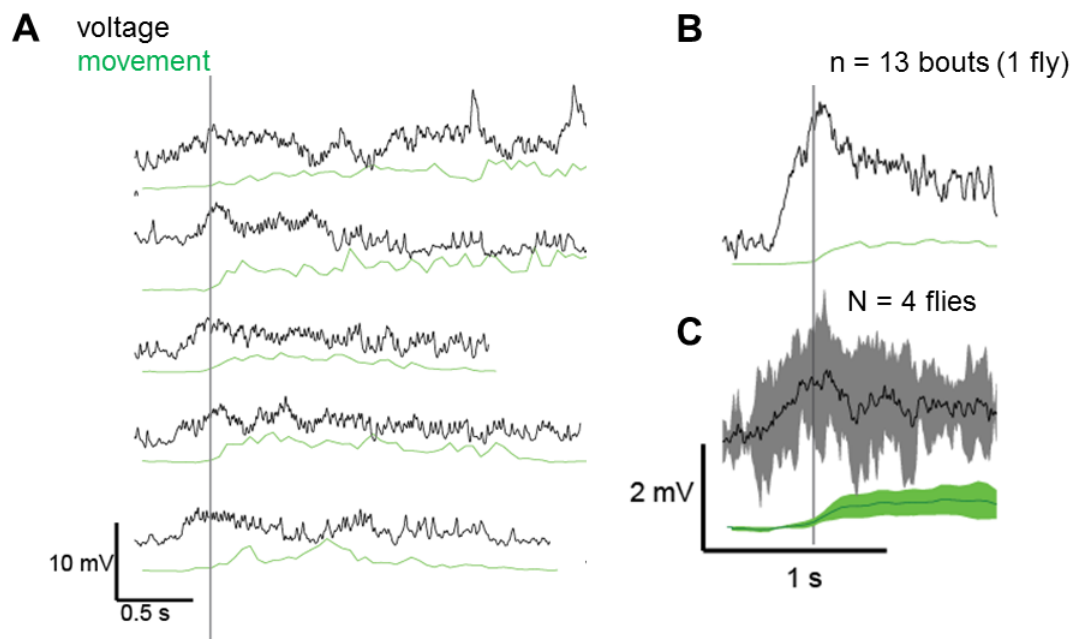 A
voltage
movement
10 mV
0.5 s
B
n = 13 bouts (1 fly)
N = 4 flies
C
2 mV
1 s